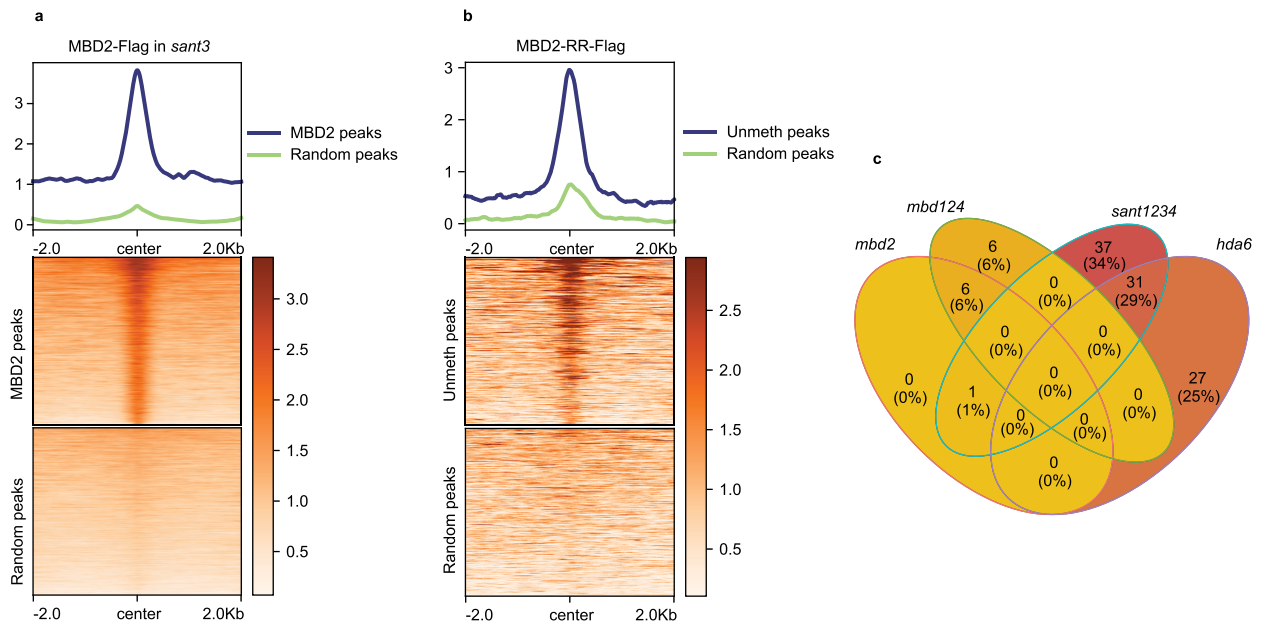 a
MBD2-Flag in sant3
3
2
1
0
-2.0
center
2.0Kb
MBD2 peaks
Random peaks
MBD2 peaks
Random peaks
3.0
2.5
2.0
1.5
1.0
0.5
-2.0
center
2.0Kb
b
MBD2-RR-Flag
3
2
1
0
-2.0
center
2.0Kb
Unmeth peaks
Random peaks
Unmeth peaks
Random peaks
2.5
2.0
1.5
1.0
0.5
-2.0
center
2.0Kb
c
mbd2
mbd124
sant1234
hda6
6
(6%)
37
(34%)
6
(6%)
0
(0%)
31
(29%)
0
(0%)
0
(0%)
0
(0%)
1
(1%)
0
(0%)
0
(0%)
27
(25%)
0
(0%)
0
(0%)
0
(0%)